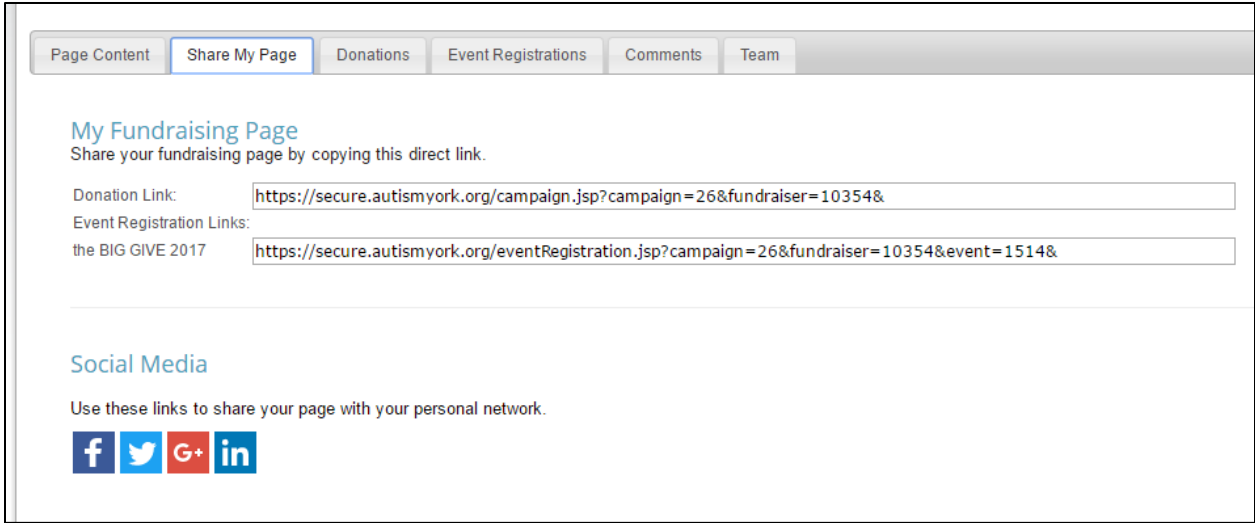 Page Content Share My Page Donations Event Registrations Comments Team
My Fundraising Page
Share your fundraising page by copying this direct link.
Donation Link: https://secure.autismyork.org/campaign.jsp?campaign=26&fundraiser=10354&
Event Registration Links:
the BIG GIVE 2017 https://secure.autismyork.org/eventRegistration.jsp?campaign=26&fundraiser=10354&event=1514&
Social Media
Use these links to share your page with your personal network.
f G+ in